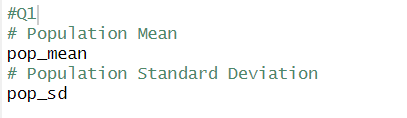 #Q1
# Population Mean
pop_mean
# Population Standard Deviation
pop_sd